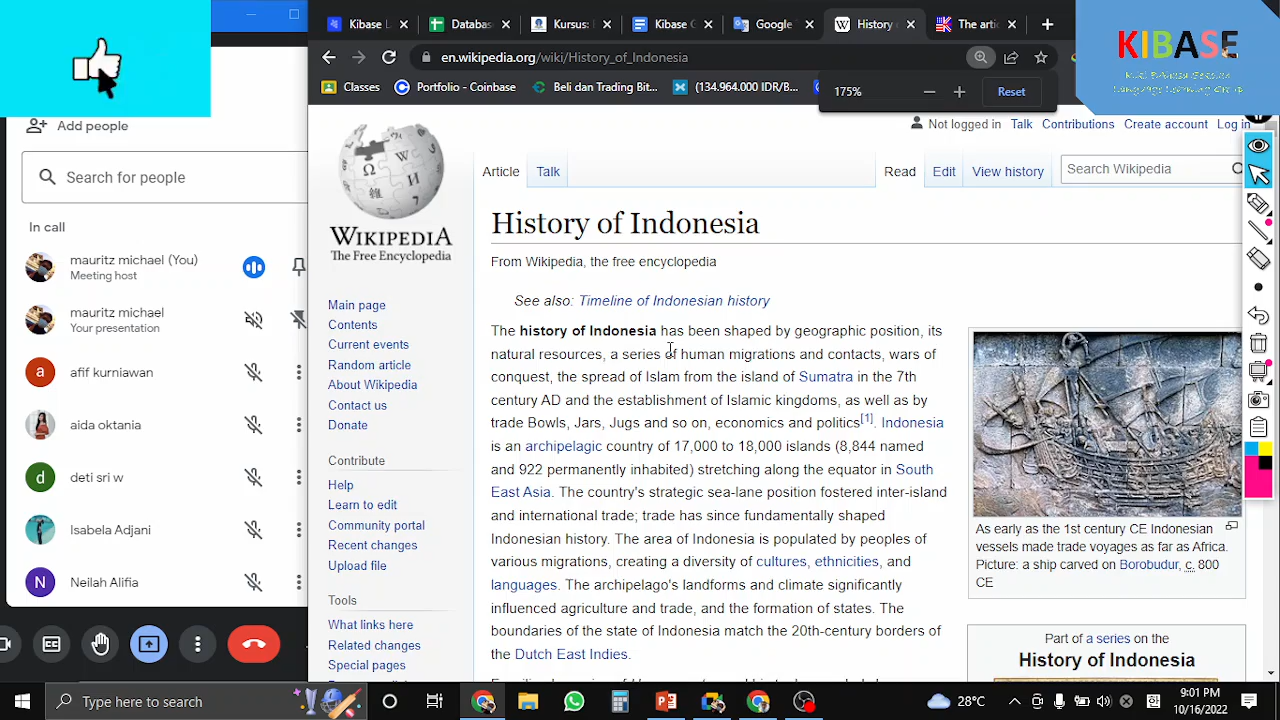 Kibase L
Databas
Kursus:
Kibase C
Google
History c
The artic
KIBASE
Language Learning Group
en.wikipedia.org/wiki/History_of_Indonesia
Classes
Portfolio - Coinbas
Beli dan Trading Bit...
(134.964.000 IDR/B...
175%
Reset
Add people
Search for people
In call
mauritz michael (You)
Meeting host
mauritz michael
Your presentation
afif kurniawan
aida oktania
deti sri w
Isabela Adjani
N
Neilah Alifia
a
d
WIKIPEDIA
The Free Encyclopedia
Main page
Contents
Current events
Random article
About Wikipedia
Contact us
Donate
Contribute
Help
Learn to edit
Community portal
Recent changes
Upload file
Tools
What links here
Related changes
Special pages
Not logged in Talk Contributions Create account Log in
Article Talk
Read Edit View history
Search Wikipedia
History of Indonesia
From Wikipedia, the free encyclopedia
See also: Timeline of Indonesian history
The history of Indonesia has been shaped by geographic position, its
natural resources, a series of human migrations and contacts, wars of
conquest, the spread of Islam from the island of Sumatra in the 7th
century AD and the establishment of Islamic kingdoms, as well as by
trade Bowls, Jars, Jugs and so on, economics and politics[1]. Indonesia
is an archipelagic country of 17,000 to 18,000 islands (8,844 named
and 922 permanently inhabited) stretching along the equator in South
East Asia. The country's strategic sea-lane position fostered inter-island
and international trade; trade has since fundamentally shaped
Indonesian history. The area of Indonesia is populated by peoples of
various migrations, creating a diversity of cultures, ethnicities, and
languages. The archipelago's landforms and climate significantly
influenced agriculture and trade, and the formation of states. The
boundaries of the state of Indonesia match the 20th-century borders of
the Dutch East Indies.
As early as the 1st century CE Indonesian
vessels made trade voyages as far as Africa.
Picture: a ship carved on Borobudur, c. 800
CE
Part of a series on the
History of Indonesia
Type here to search
28°C
9:01 PM
10/16/2022